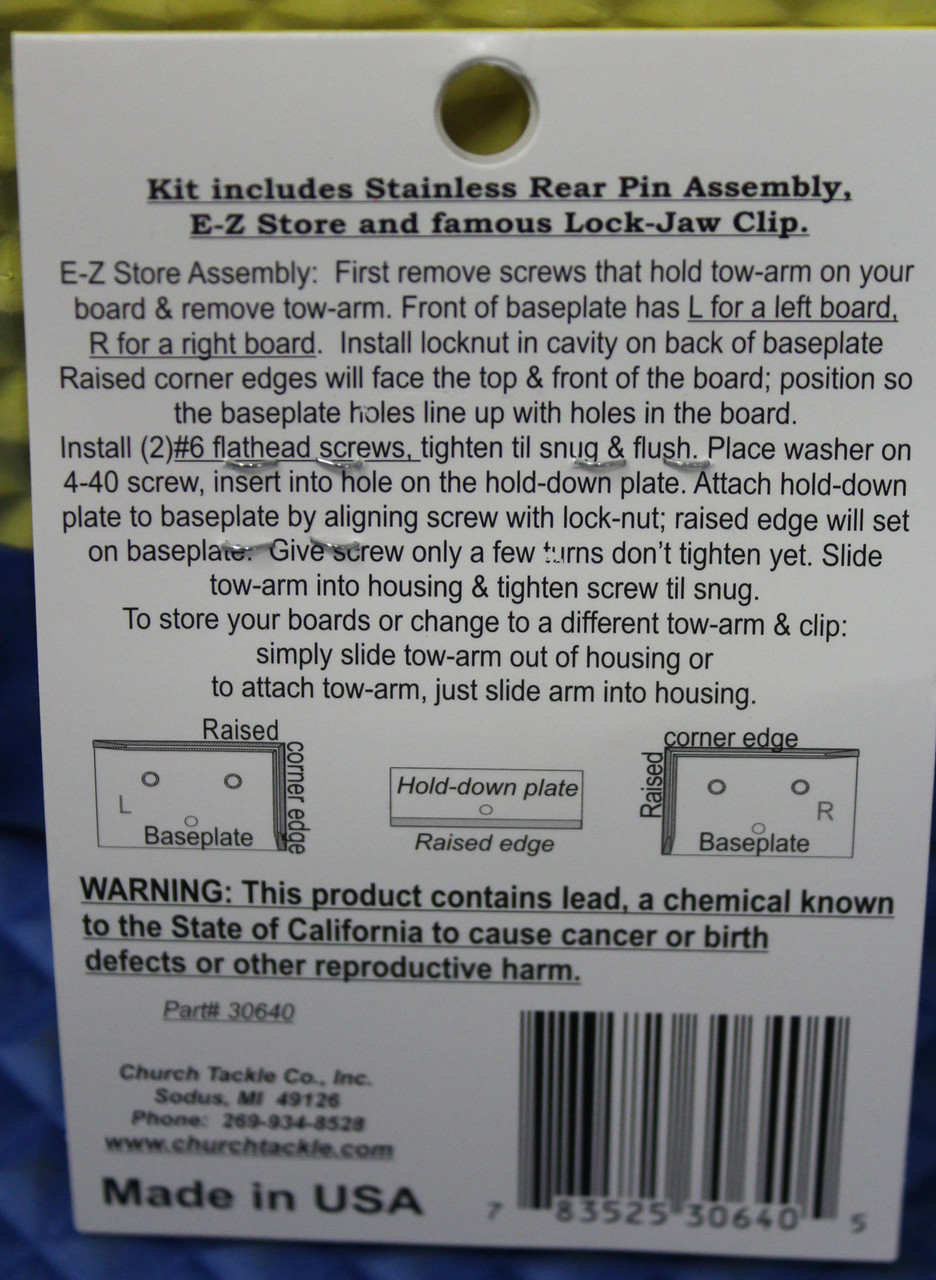 Kit includes Stainless Rear Pin Assembly,
E-Z Store and famous Lock-Jaw Clip.
E-Z Store Assembly: First remove screws that hold tow-arm on your
board & remove tow-arm. Front of baseplate has L for a left board,
R for a right board. Install locknut in cavity on back of baseplate
Raised corner edges will face the top & front of the board; position so
the baseplate holes line up with holes in the board.
Install (2)#6 flathead screws, tighten til snug & flush. Place washer on
4-40 screw, insert into hole on the hold-down plate. Attach hold-down
plate to baseplate by aligning screw with lock-nut; raised edge will set
on baseplate. Give screw only a few turns don't tighten yet. Slide
tow-arm into housing & tighten screw til snug.
To store your boards or change to a different tow-arm & clip:
simply slide tow-arm out of housing or
to attach tow-arm, just slide arm into housing.
Raised
corner edge
L
Baseplate
Hold-down plate
Raised edge
corner edge
Raised
R
Baseplate
WARNING: This product contains lead, a chemical known
to the State of California to cause cancer or birth
defects or other reproductive harm.
Part# 30640
Church Tackle Co., Inc.
Sodus, MI 49126
Phone: 269-934-8528
www.churchtackle.com
Made in USA
7 83525 30640 5